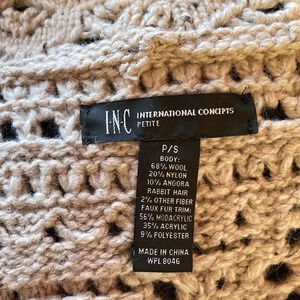 I·N·C INTERNATIONAL CONCEPTS
PETITE
P/S
BODY:
68% WOOL
20% NYLON
10% ANGORA
RABBIT HAIR
2% OTHER FIBER
FAUX FUR TRIM:
56% MODACRYLIC
35% ACRYLIC
9% POLYESTER
MADE IN CHINA
WPL 8046